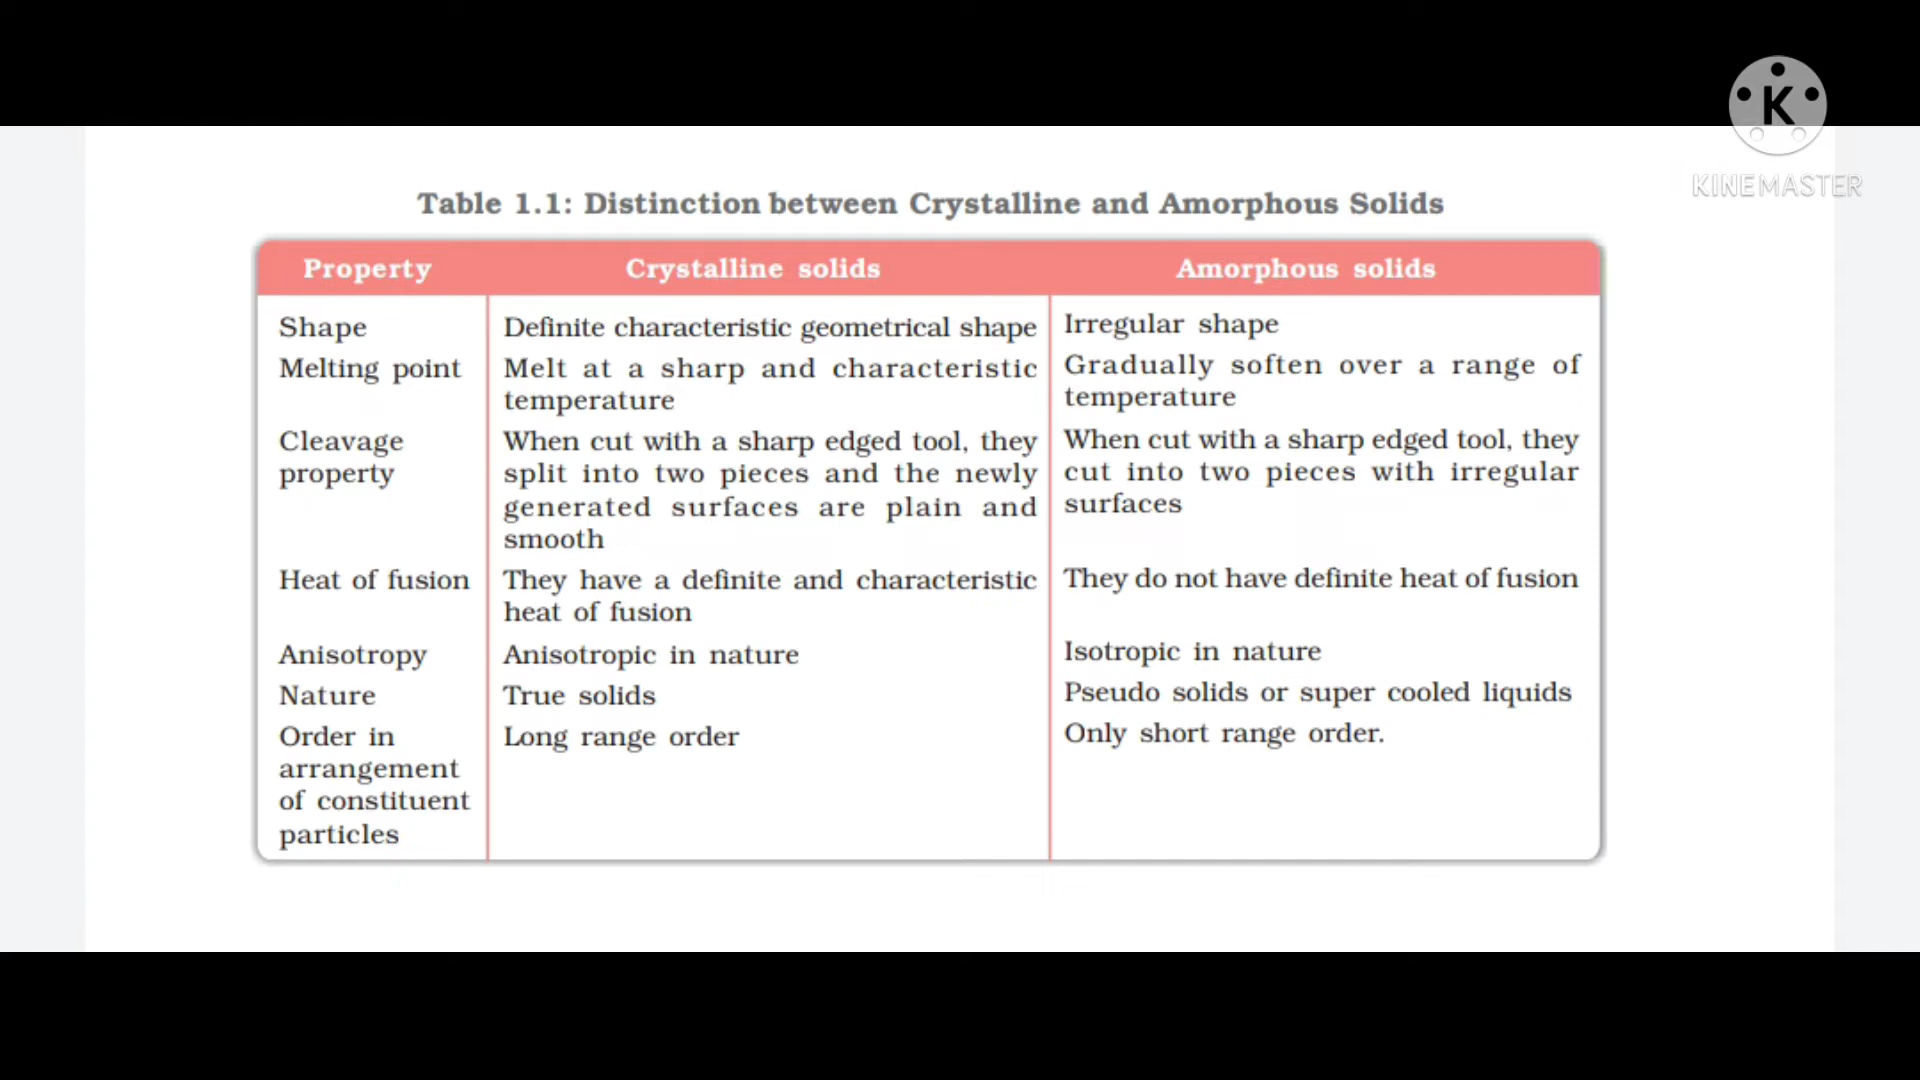 K
KINEMASTER
Table 1.1: Distinction between Crystalline and Amorphous Solids
Property Crystalline solids Amorphous solids
Shape Definite characteristic geometrical shape Irregular shape
Melting point Melt at a sharp and characteristic temperature Gradually soften over a range of temperature
Cleavage property When cut with a sharp edged tool, they split into two pieces and the newly generated surfaces are plain and smooth When cut with a sharp edged tool, they cut into two pieces with irregular surfaces
Heat of fusion They have a definite and characteristic heat of fusion They do not have definite heat of fusion
Anisotropy Anisotropic in nature Isotropic in nature
Nature True solids Pseudo solids or super cooled liquids
Order in arrangement of constituent particles Long range order Only short range order.